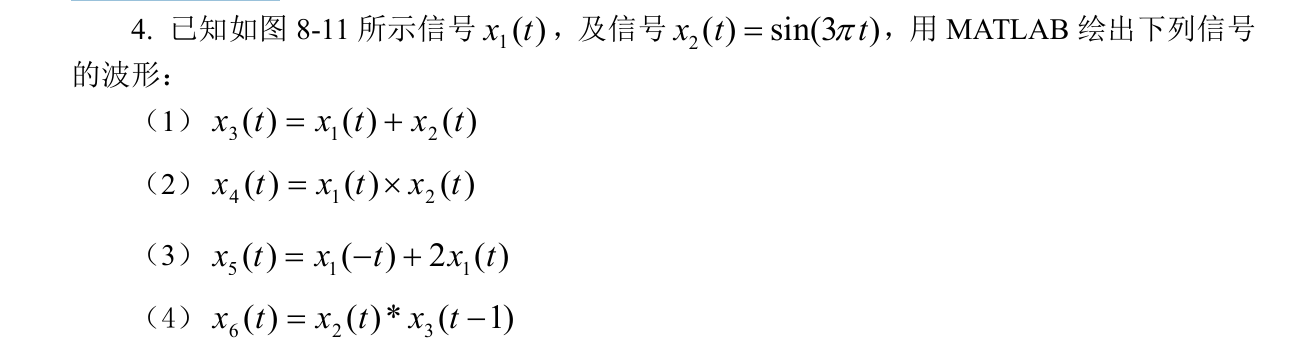 4. 已知如图 8-11 所示信号 x₁(t)，及信号 x₂(t) = sin(3πt)，用 MATLAB 绘出下列信号
的波形：
（1） x₃(t) = x₁(t) + x₂(t)
（2） x₄(t) = x₁(t) × x₂(t)
（3） x₅(t) = x₁(−t) + 2x₁(t)
（4） x₆(t) = x₂(t) * x₃(t − 1)